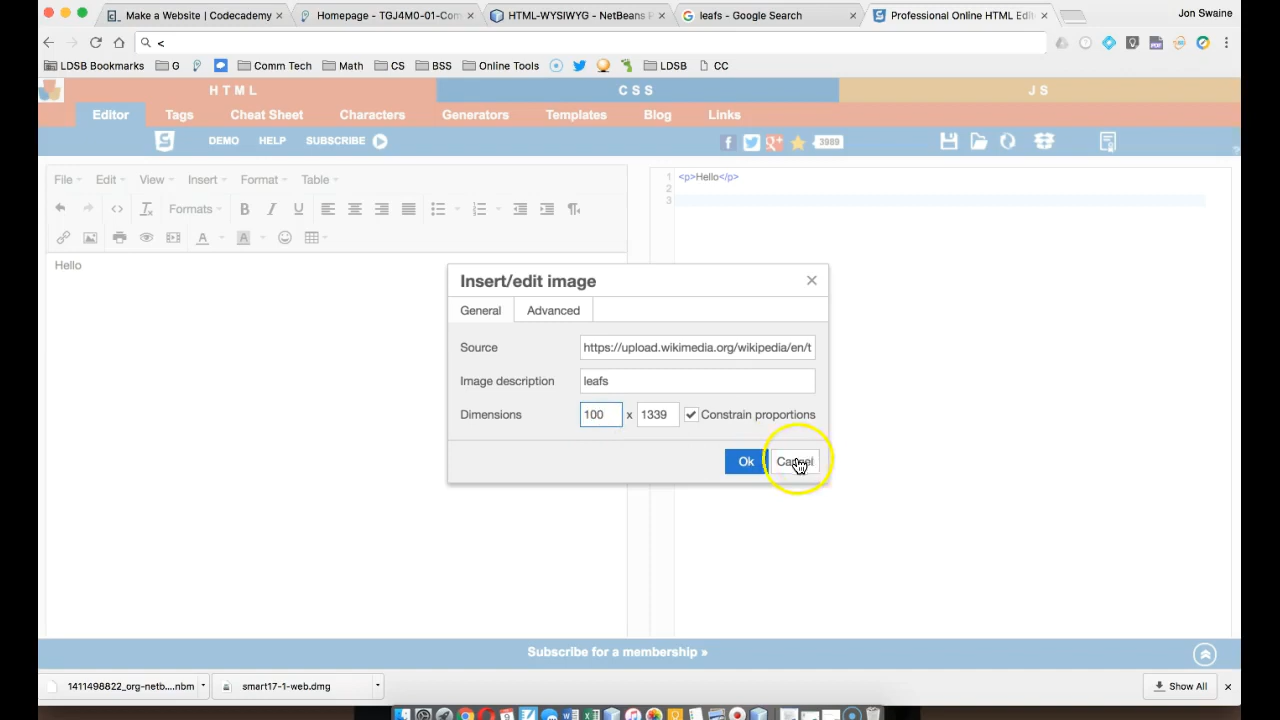 Make a Website | Codecademy
Homepage - TGJ4M0-01-Com
HTML-WYSIWYG - NetBeans P
leafs - Google Search
Professional Online HTML Edi
Jon Swaine
<
LDSB Bookmarks
G
Comm Tech
Math
CS
BSS
Online Tools
LDSB
CC
HTML
CSS
JS
Editor
Tags
Cheat Sheet
Characters
Generators
Templates
Blog
Links
DEMO
HELP
SUBSCRIBE
3989
File
Edit
View
Insert
Format
Table
Formats
Hello
1 <p>Hello</p>
2
3
Insert/edit image
General
Advanced
Source
https://upload.wikimedia.org/wikipedia/en/t
Image description
leafs
Dimensions
100 x 1339
Constrain proportions
Ok
Cancel
Subscribe for a membership »
1411498822_org-netb....nbm
smart17-1-web.dmg
Show All